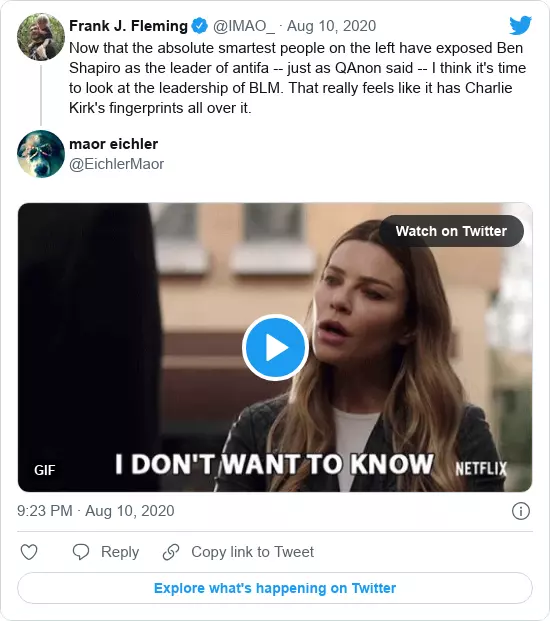 Frank J. Fleming @IMAO_ · Aug 10, 2020
Now that the absolute smartest people on the left have exposed Ben
Shapiro as the leader of antifa -- just as QAnon said -- I think it's time
to look at the leadership of BLM. That really feels like it has Charlie
Kirk's fingerprints all over it.
maor eichler
@EichlerMaor
Watch on Twitter
GIF
I DON'T WANT TO KNOW
NETFLIX
9:23 PM · Aug 10, 2020
Reply
Copy link to Tweet
Explore what's happening on Twitter